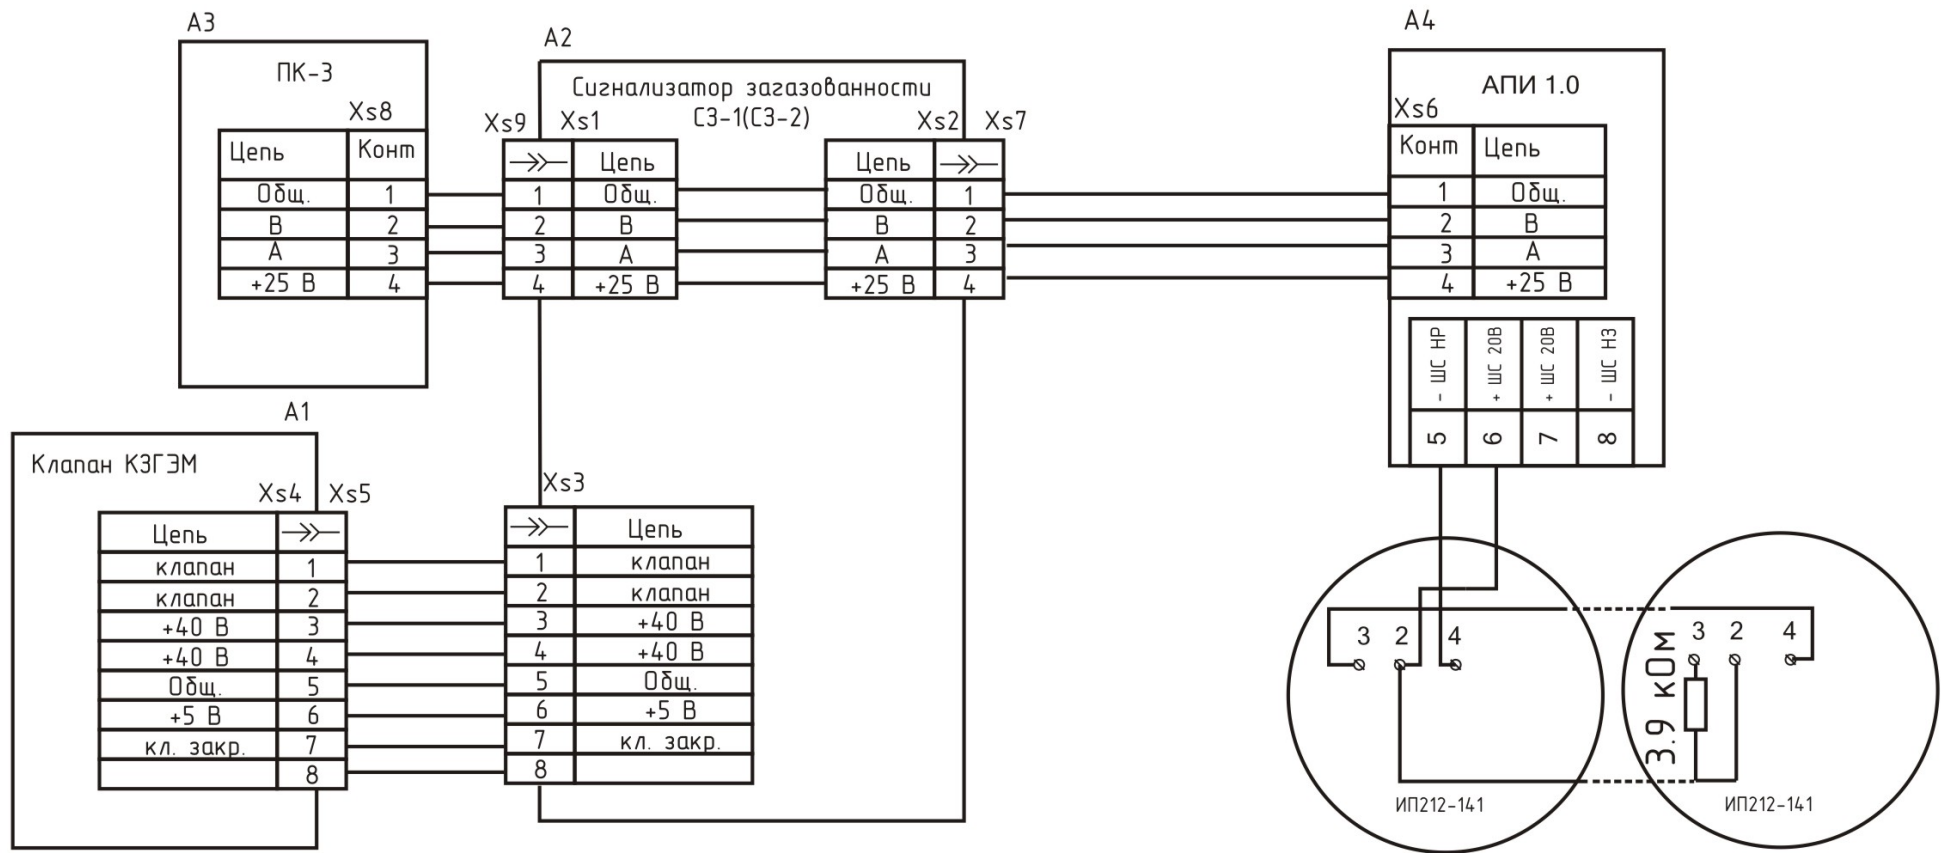 А3
ПК-3
Xs8
Цепь Конт
Общ. 1
В 2
А 3
+25 В 4
А2
Сигнализатор загазованности
СЗ-1(СЗ-2)
Xs9 Xs1
Цепь
1 Общ.
2 В
3 А
4 +25 В
Xs2 Xs7
Цепь
Общ. 1
В 2
А 3
+25 В 4
А4
АПИ 1.0
Xs6
Конт Цепь
1 Общ.
2 В
3 А
4 +25 В
- ШС НР
+ ШС 20В
+ ШС 20В
- ШС НЗ
5 6 7 8
А1
Клапан КЗГЭМ
Xs4 Xs5
Цепь
клапан 1
клапан 2
+40 В 3
+40 В 4
Общ. 5
+5 В 6
кл. закр. 7
8
Xs3
Цепь
1 клапан
2 клапан
3 +40 В
4 +40 В
5 Общ.
6 +5 В
7 кл. закр.
8
3 2 4
ИП212-141
3 2 4
3.9 кОм
ИП212-141